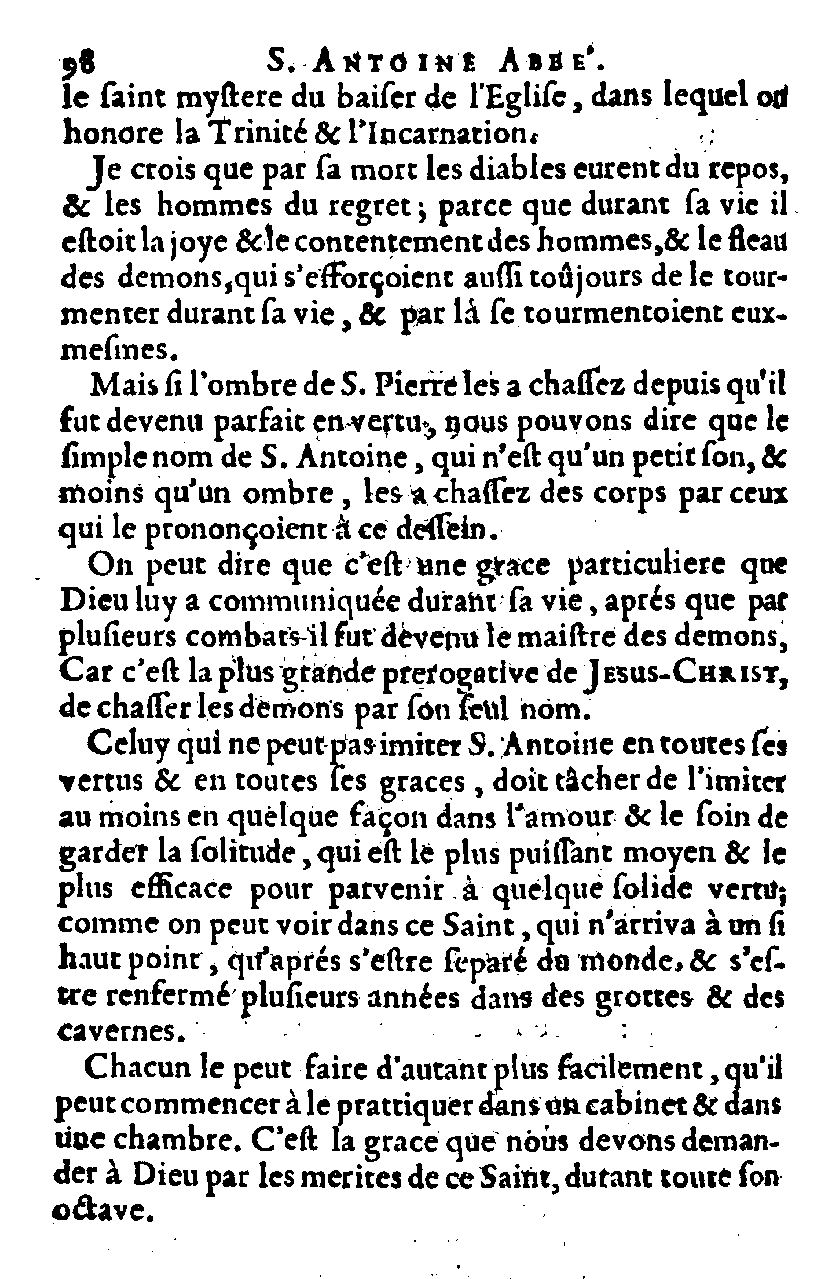 98 S. ANTOINE ABBE'.
le ſaint myſtere du baiſer de l'Egliſe, dans lequel on
honore la Trinité & l'Incarnation.
Je crois que par ſa mort les diables eurent du repos,
& les hommes du regret; parce que durant ſa vie il
eſtoit la joye & le contentement des hommes, & le fleau
des demons, qui s'efforçoient auſſi toûjours de le tour-
menter durant ſa vie, & par là ſe tourmentoient eux-
meſmes.
Mais ſi l'ombre de S. Pierre les a chaſſez depuis qu'il
fut devenu parfait en vertu, nous pouvons dire que le
ſimple nom de S. Antoine, qui n'eſt qu'un petit ſon, &
moins qu'un ombre, les a chaſſez des corps par ceux
qui le prononçoient à ce deſſein.
On peut dire que c'eſt une grace particuliere que
Dieu luy a communiquée durant ſa vie, aprés que par
pluſieurs combats il fut devenu le maiſtre des demons,
Car c'eſt la plus grande prerogative de JESUS-CHRIST,
de chaſſer les demons par ſon ſeul nom.
Celuy qui ne peut pas imiter S. Antoine en toutes ſes
vertus & en toutes ſes graces, doit tâcher de l'imiter
au moins en quelque façon dans l'amour & le ſoin de
garder la ſolitude, qui eſt le plus puiſſant moyen & le
plus efficace pour parvenir à quelque ſolide vertu;
comme on peut voir dans ce Saint, qui n'arriva à un ſi
haut point, qu'aprés s'eſtre ſeparé du monde, & s'eſ-
tre renfermé pluſieurs années dans des grottes & des
cavernes.
Chacun le peut faire d'autant plus facilement, qu'il
peut commencer à le prattiquer dans un cabinet & dans
une chambre. C'eſt la grace que nous devons deman-
der à Dieu par les merites de ce Saint, durant toute ſon
octave.